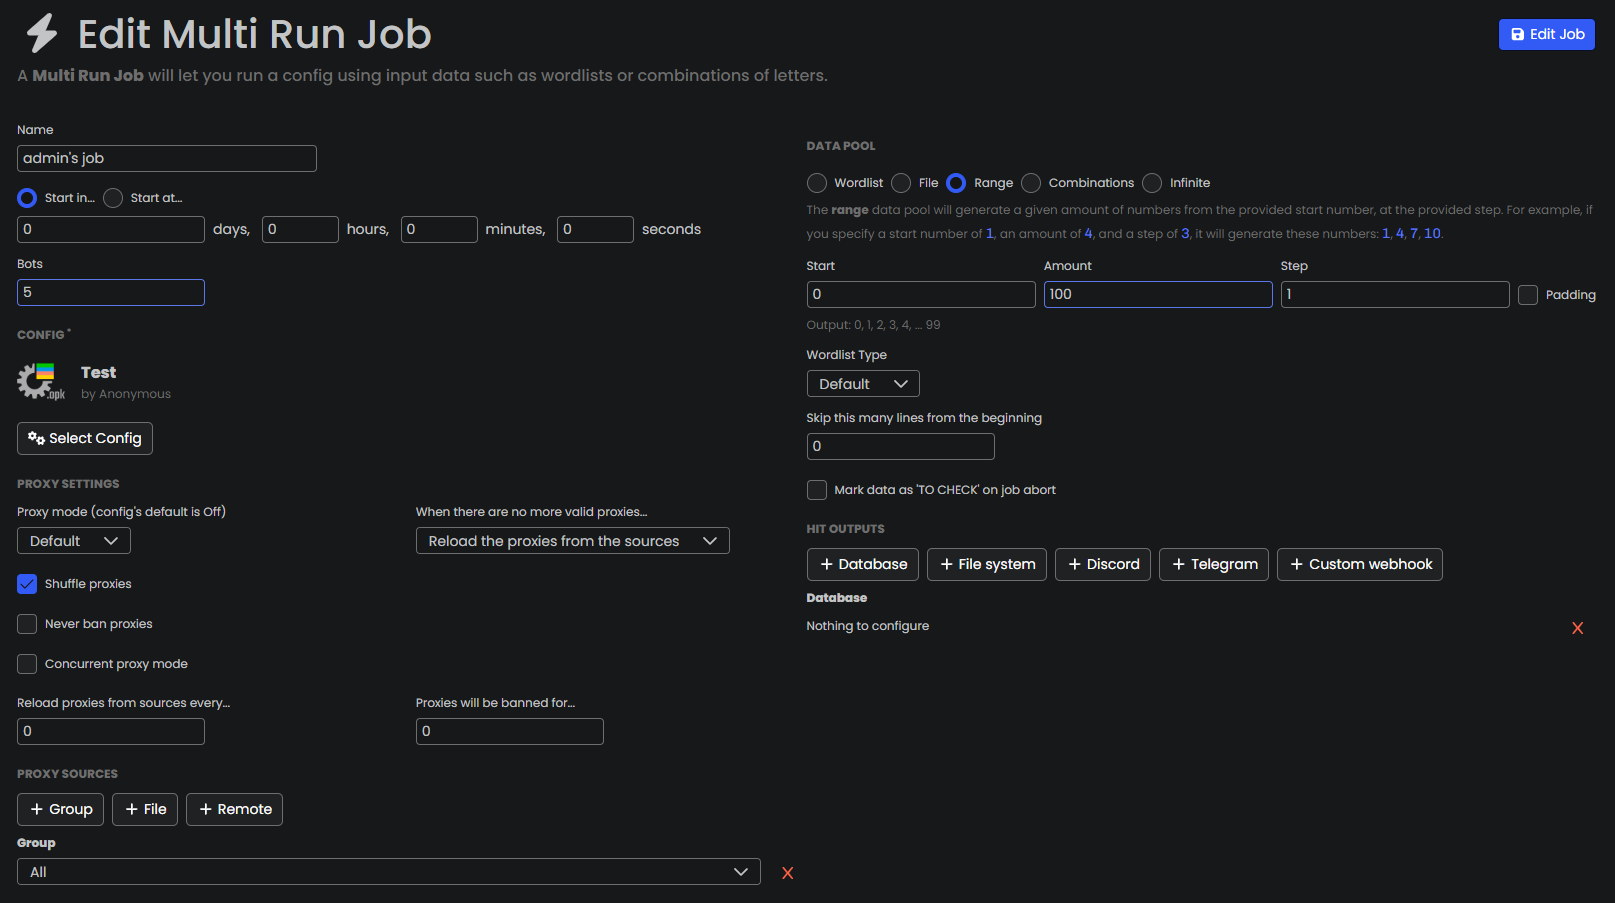 Edit Multi Run Job
Edit Job
A Multi Run Job will let you run a config using input data such as wordlists or combinations of letters.
Name
admin's job
Start in... Start at...
0 days, 0 hours, 0 minutes, 0 seconds
Bots
5
CONFIG *
.opk
Test
by Anonymous
Select Config
PROXY SETTINGS
Proxy mode (config's default is Off)
Default
When there are no more valid proxies...
Reload the proxies from the sources
Shuffle proxies
Never ban proxies
Concurrent proxy mode
Reload proxies from sources every...
0
Proxies will be banned for...
0
PROXY SOURCES
+ Group + File + Remote
Group
All X
DATA POOL
Wordlist File Range Combinations Infinite
The range data pool will generate a given amount of numbers from the provided start number, at the provided step. For example, if
you specify a start number of 1, an amount of 4, and a step of 3, it will generate these numbers: 1, 4, 7, 10.
Start Amount Step
0 100 1 Padding
Output: 0, 1, 2, 3, 4, ... 99
Wordlist Type
Default
Skip this many lines from the beginning
0
Mark data as 'TO CHECK' on job abort
HIT OUTPUTS
+ Database + File system + Discord + Telegram + Custom webhook
Database
Nothing to configure X